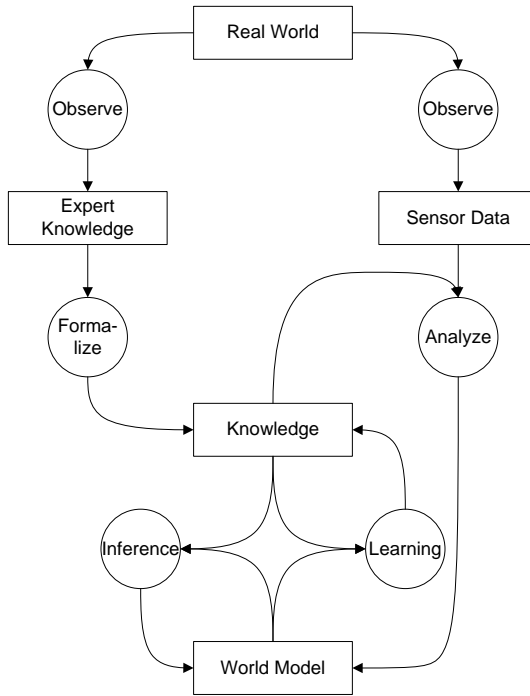 Real World
Observe
Observe
Expert
Knowledge
Sensor Data
Forma-
lize
Analyze
Knowledge
Inference
Learning
World Model